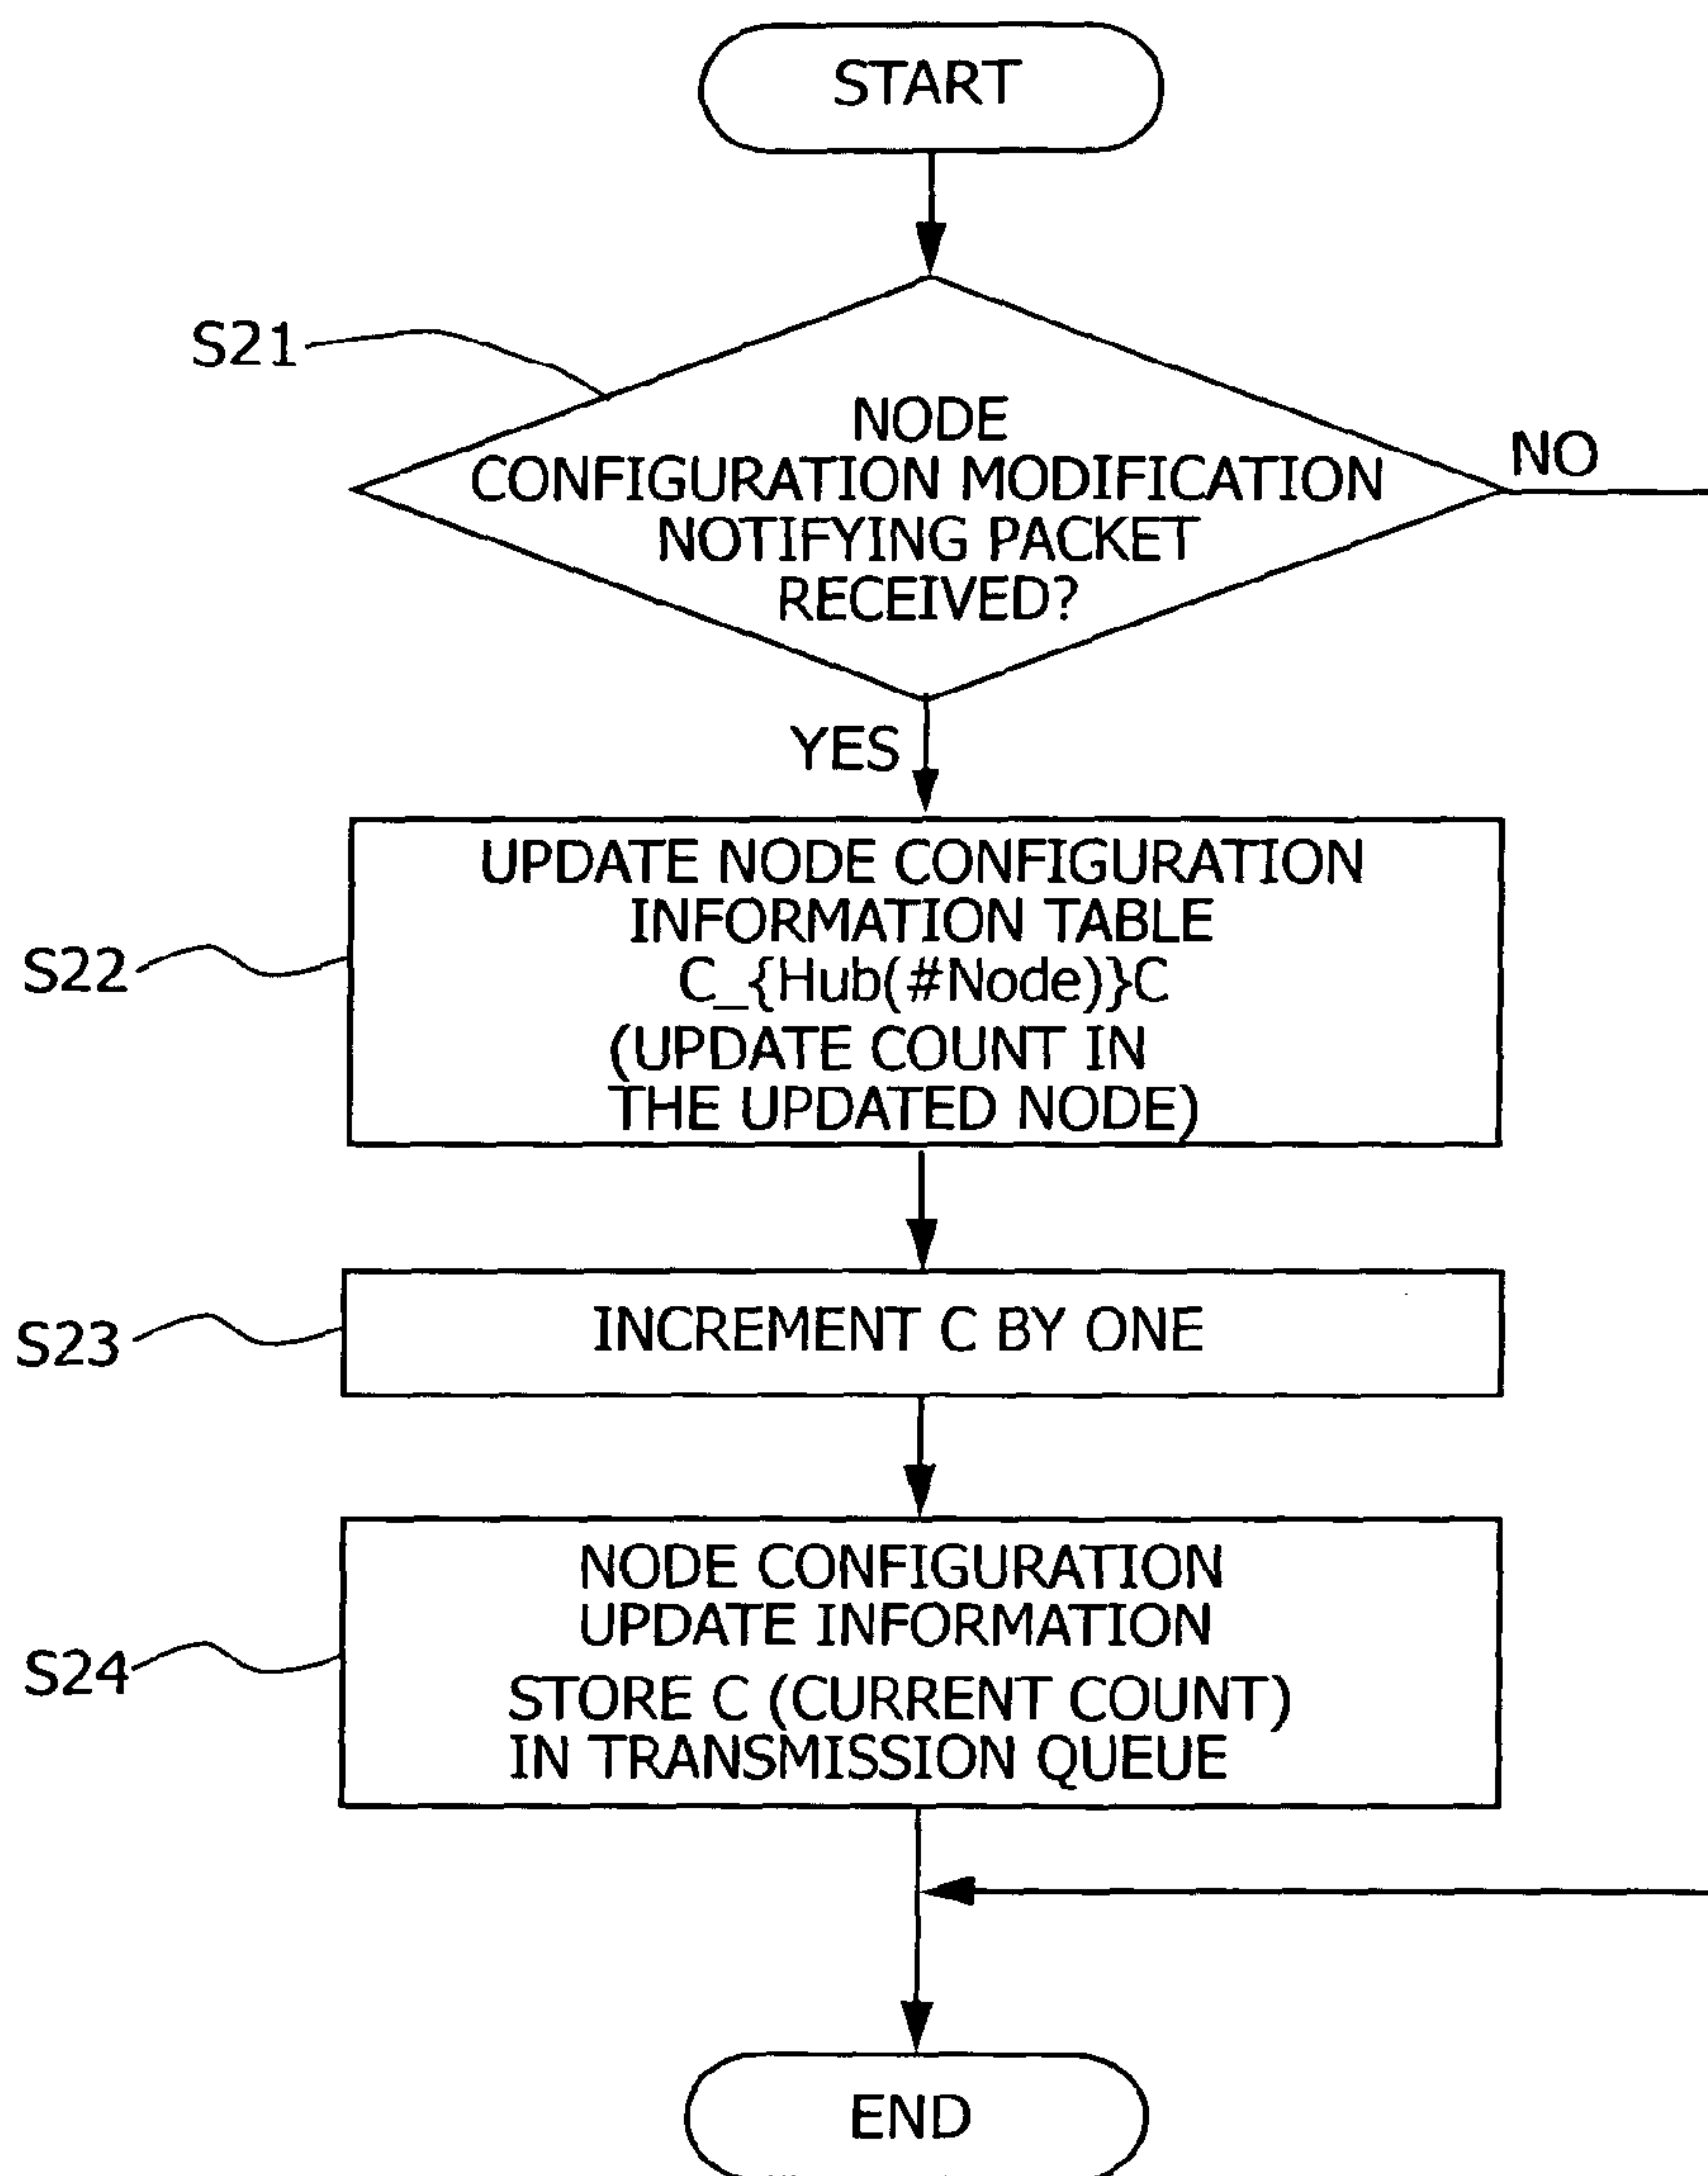 START
S21
NODE
CONFIGURATION MODIFICATION
NOTIFYING PACKET
RECEIVED?
NO
YES
S22
UPDATE NODE CONFIGURATION
INFORMATION TABLE
C_{Hub(#Node)}C
(UPDATE COUNT IN
THE UPDATED NODE)
S23
INCREMENT C BY ONE
S24
NODE CONFIGURATION
UPDATE INFORMATION
STORE C (CURRENT COUNT)
IN TRANSMISSION QUEUE
END